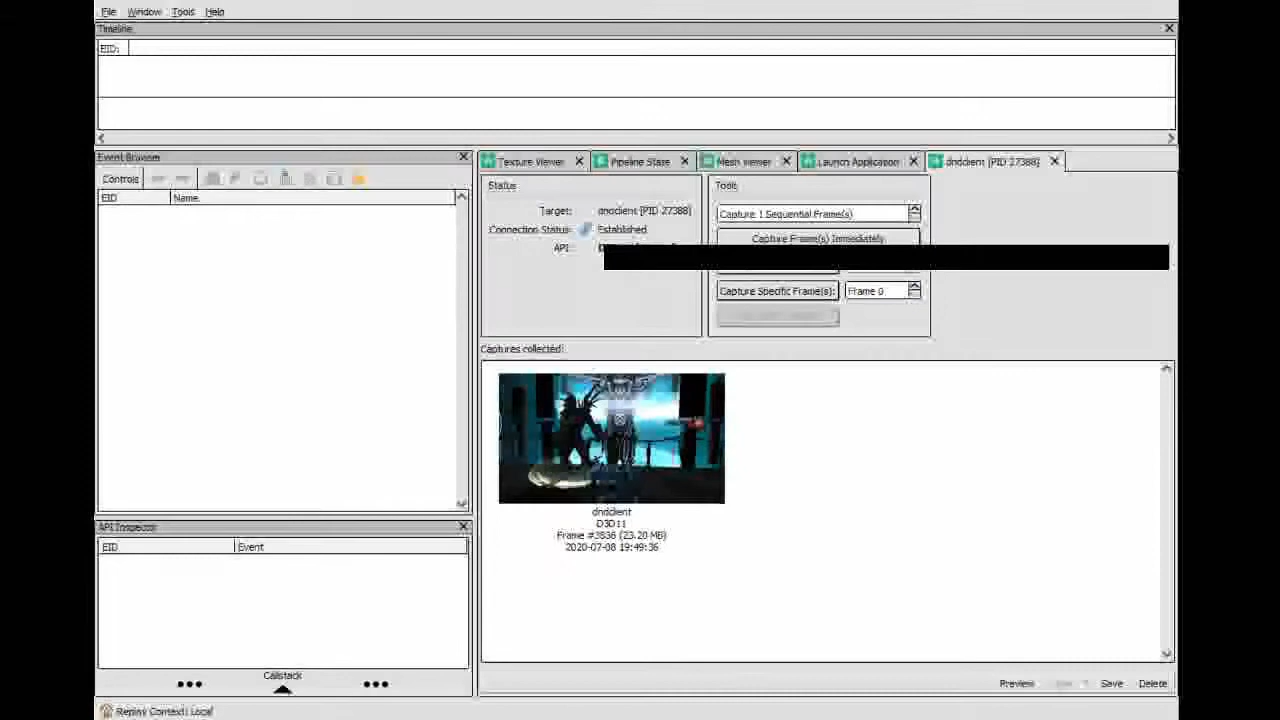 File Window Tools Help
Timeline
EID:
Event Browser
Controls
EID Name
API Inspector
EID Event
Callstack
Replay Context: Local
Texture Viewer Pipeline State Mesh Viewer Launch Application dndclient [PID 27388]
Status
Target: dndclient [PID 27388]
Connection Status: Established
API:
Tools
Capture 1 Sequential Frame(s)
Capture Frame(s) Immediately
Capture Specific Frame(s): Frame 0
Captures collected:
dndclient
D3D11
Frame #3836 (23.20 MB)
2020-07-08 19:49:36
Preview Save Delete